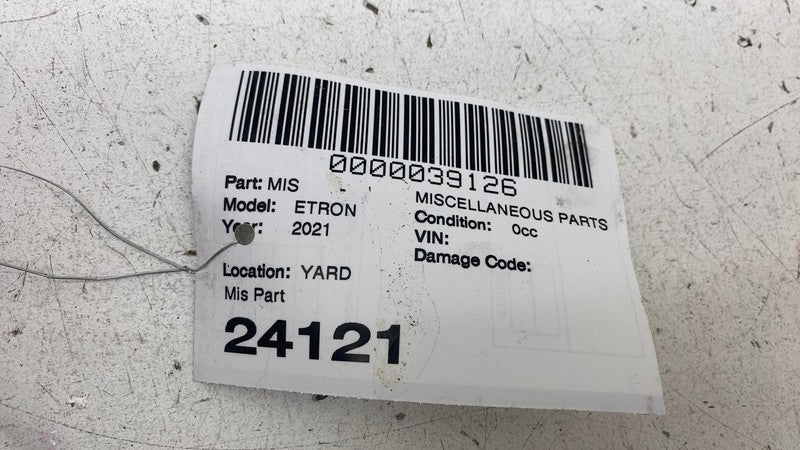 0000039126
Part: MIS -
MISCELLANEOUS PARTS
Model: ETRON
Condition: 0cc
Year: 2021
VIN:
Damage Code:
Location: YARD
Mis Part
24121